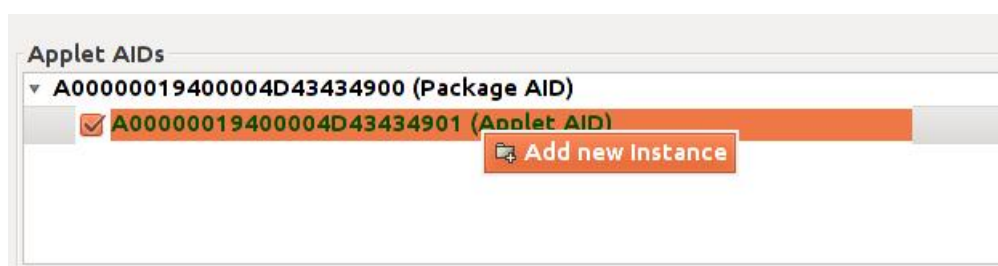 Applet AIDs
A00000019400004D43434900 (Package AID)
A00000019400004D43434901 (Applet AID)
Add new Instance